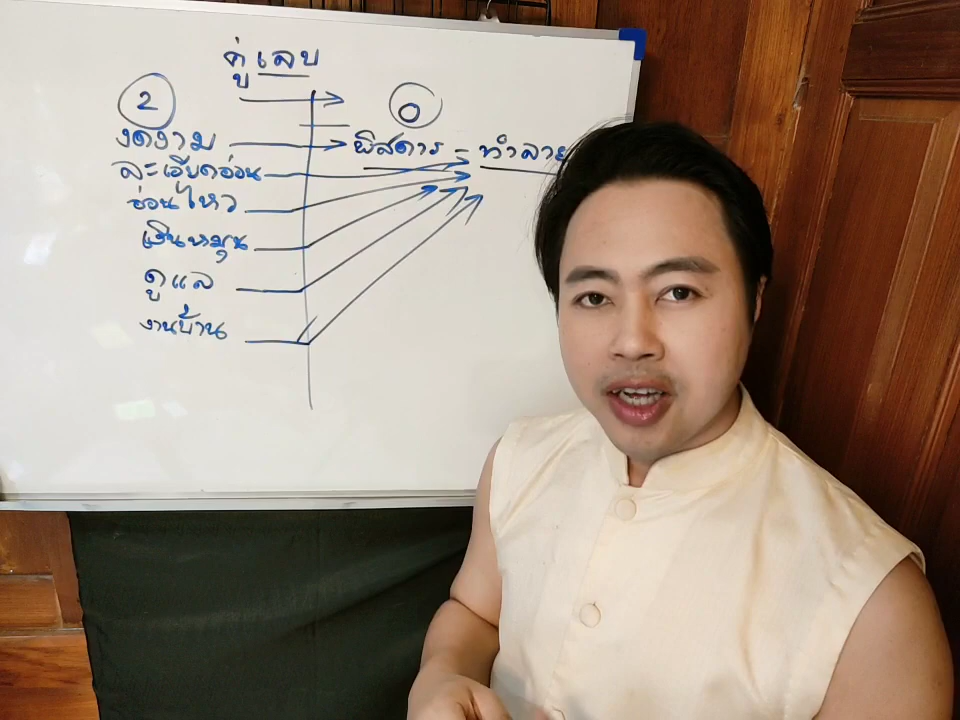 คู่เลข
2 0
งดงาม พิสดาร - ทำลาย
ละเอียดอ่อน
อ่อนไหว
เงินหมุน
ดูแล
งานบ้าน